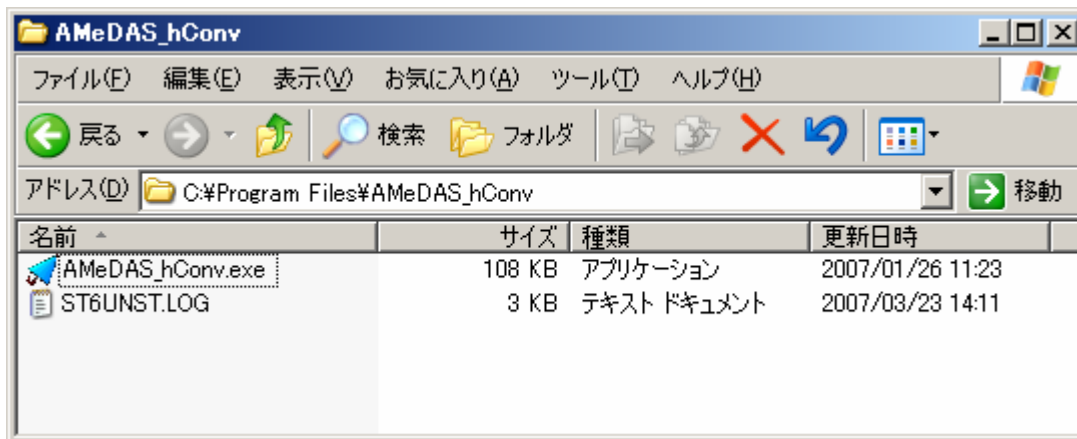 AMeDAS_hConv
ファイル(F) 編集(E) 表示(V) お気に入り(A) ツール(T) ヘルプ(H)
戻る 検索 フォルダ
アドレス(D) C:¥Program Files¥AMeDAS_hConv 移動
名前 サイズ 種類 更新日時
AMeDAS_hConv.exe 108 KB アプリケーション 2007/01/26 11:23
ST6UNST.LOG 3 KB テキスト ドキュメント 2007/03/23 14:11